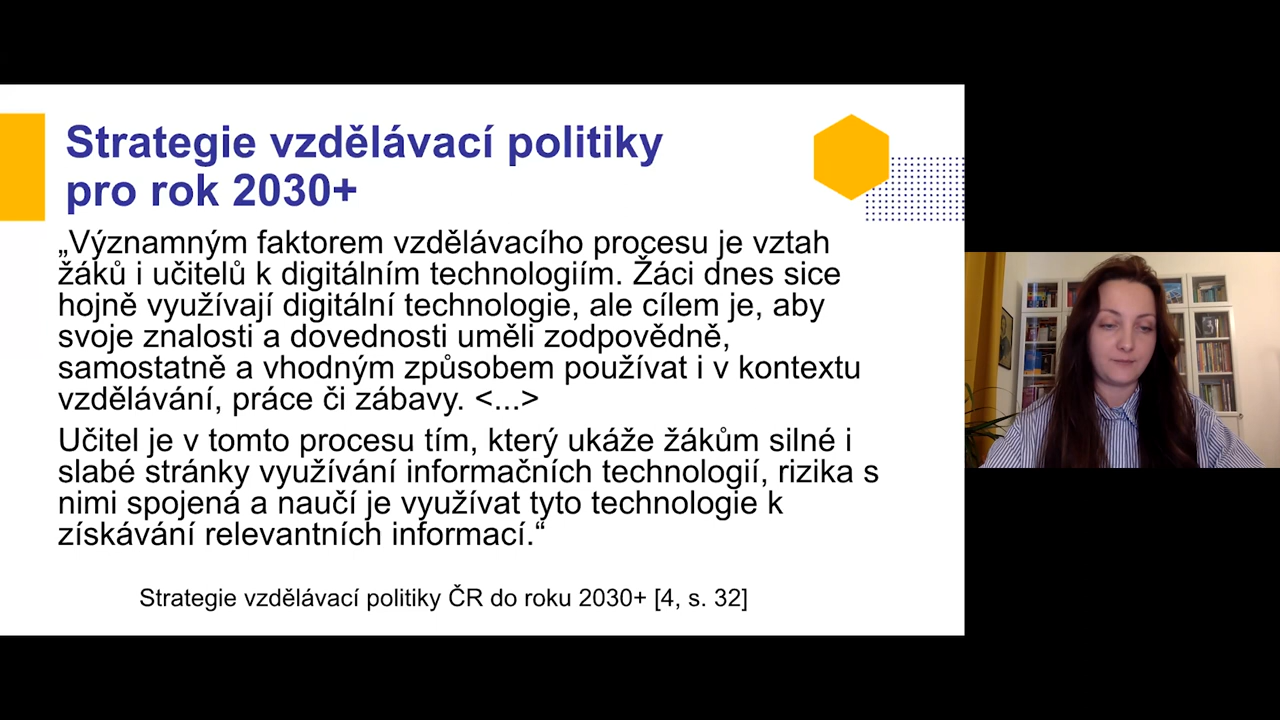 Strategie vzdělávací politiky
pro rok 2030+
„Významným faktorem vzdělávacího procesu je vztah
žáků i učitelů k digitálním technologiím. Žáci dnes sice
hojně využívají digitální technologie, ale cílem je, aby
svoje znalosti a dovednosti uměli zodpovědně,
samostatně a vhodným způsobem používat i v kontextu
vzdělávání, práce či zábavy. <...>
Učitel je v tomto procesu tím, který ukáže žákům silné i
slabé stránky využívání informačních technologií, rizika s
nimi spojená a naučí je využívat tyto technologie k
získávání relevantních informací.“
Strategie vzdělávací politiky ČR do roku 2030+ [4, s. 32]